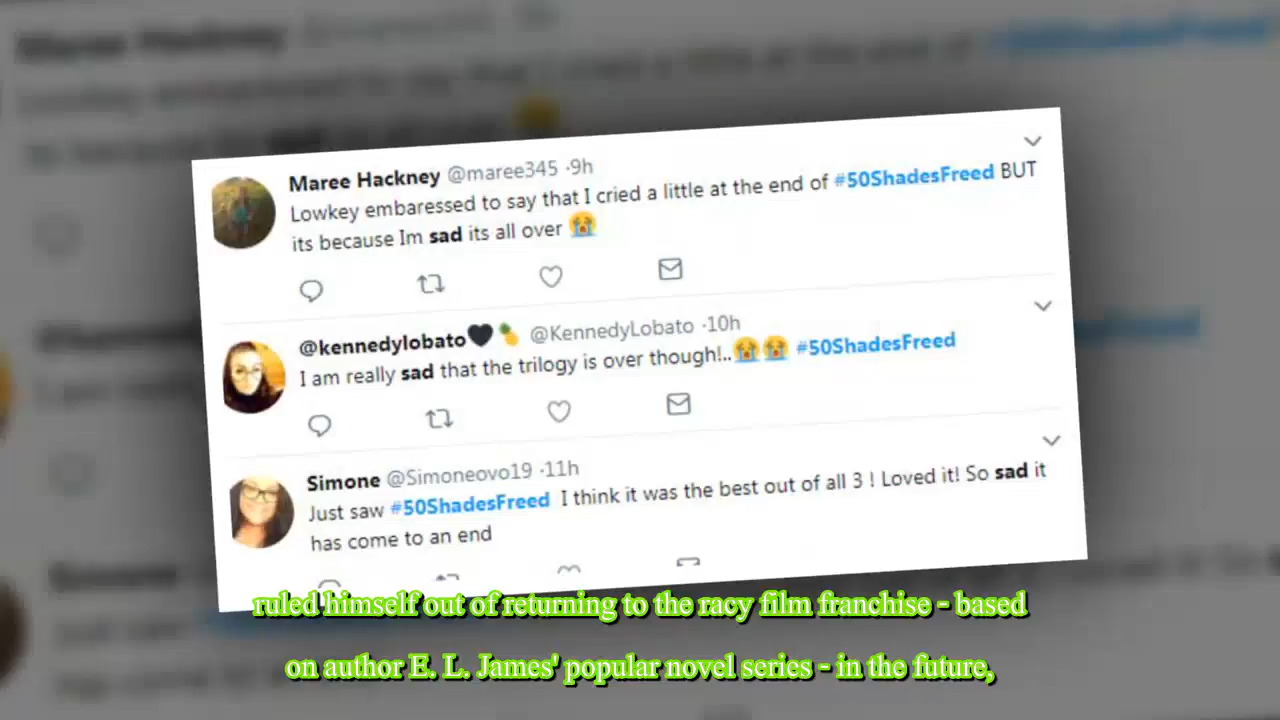 Maree Hackney @maree345 ·9h
Lowkey embaressed to say that I cried a little at the end of #50ShadesFreed BUT
its because Im sad its all over 😭
@kennedylobato🖤🍍 @KennedyLobato ·10h
I am really sad that the trilogy is over though!..😭😭 #50ShadesFreed
Simone @Simoneovo19 ·11h
Just saw #50ShadesFreed I think it was the best out of all 3 ! Loved it! So sad it
has come to an end
ruled himself out of returning to the racy film franchise - based
on author E. L. James' popular novel series - in the future,